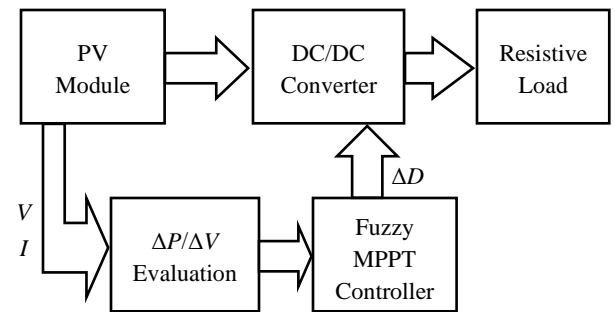 PV
Module
DC/DC
Converter
Resistive
Load
V
I
ΔP/ΔV
Evaluation
ΔD
Fuzzy
MPPT
Controller